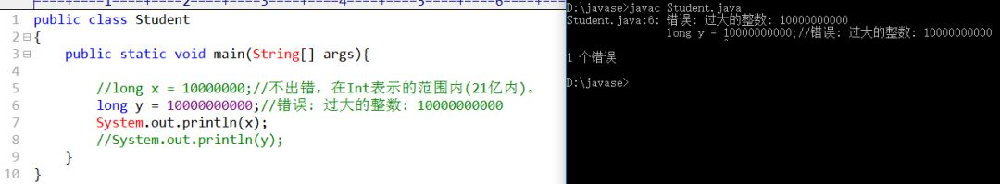 |----+----1----+----2----+----3----+----4----+----5----+----6----+--
1 public class Student
2 {
3 public static void main(String[] args){
4
5 //long x = 10000000;//不出错，在Int表示的范围内(21亿内)。
6 long y = 10000000000;//错误: 过大的整数: 10000000000
7 System.out.println(x);
8 //System.out.println(y);
9 }
10 }
D:\javase>javac Student.java
Student.java:6: 错误: 过大的整数: 10000000000
long y = 10000000000;//错误: 过大的整数: 10000000000
^
1 个错误
D:\javase>